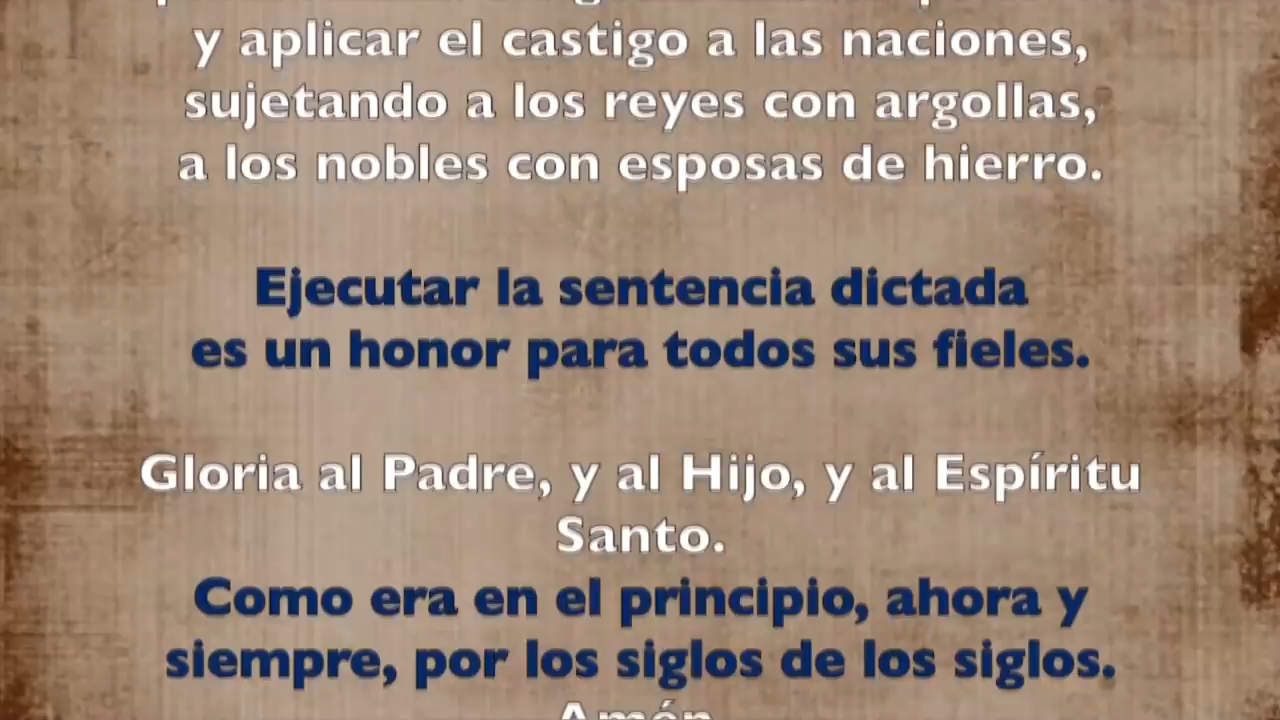 y aplicar el castigo a las naciones,
sujetando a los reyes con argollas,
a los nobles con esposas de hierro.
Ejecutar la sentencia dictada
es un honor para todos sus fieles.
Gloria al Padre, y al Hijo, y al Espíritu
Santo.
Como era en el principio, ahora y
siempre, por los siglos de los siglos.
Amén